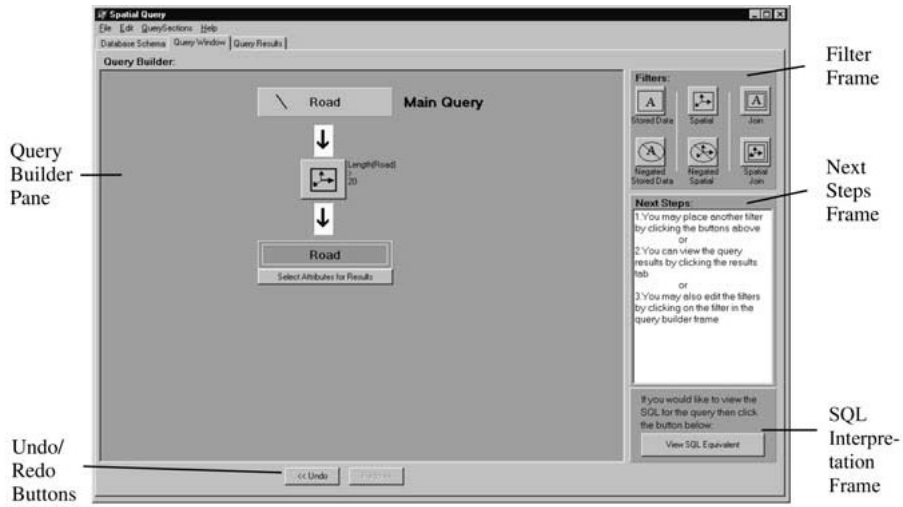 Spatial Query
File Edit QuerySections Help
Database Schema Query Window Query Results
Query Builder:
Road Main Query
Length(Road)
>
20
Road
Select Attributes for Results
<< Undo
Filters:
A A
Stored Data Spatial Join
A
Negated Negated Spatial
Stored Data Spatial Join
Next Steps:
1.You may place another filter
by clicking the buttons above
or
2.You can view the query
results by clicking the results
tab
or
3.You may also edit the filters
by clicking on the filter in the
query builder frame
If you would like to view the
SQL for the query then click
the button below:
View SQL Equivalent
Query
Builder
Pane
Undo/
Redo
Buttons
Filter
Frame
Next
Steps
Frame
SQL
Interpre-
tation
Frame